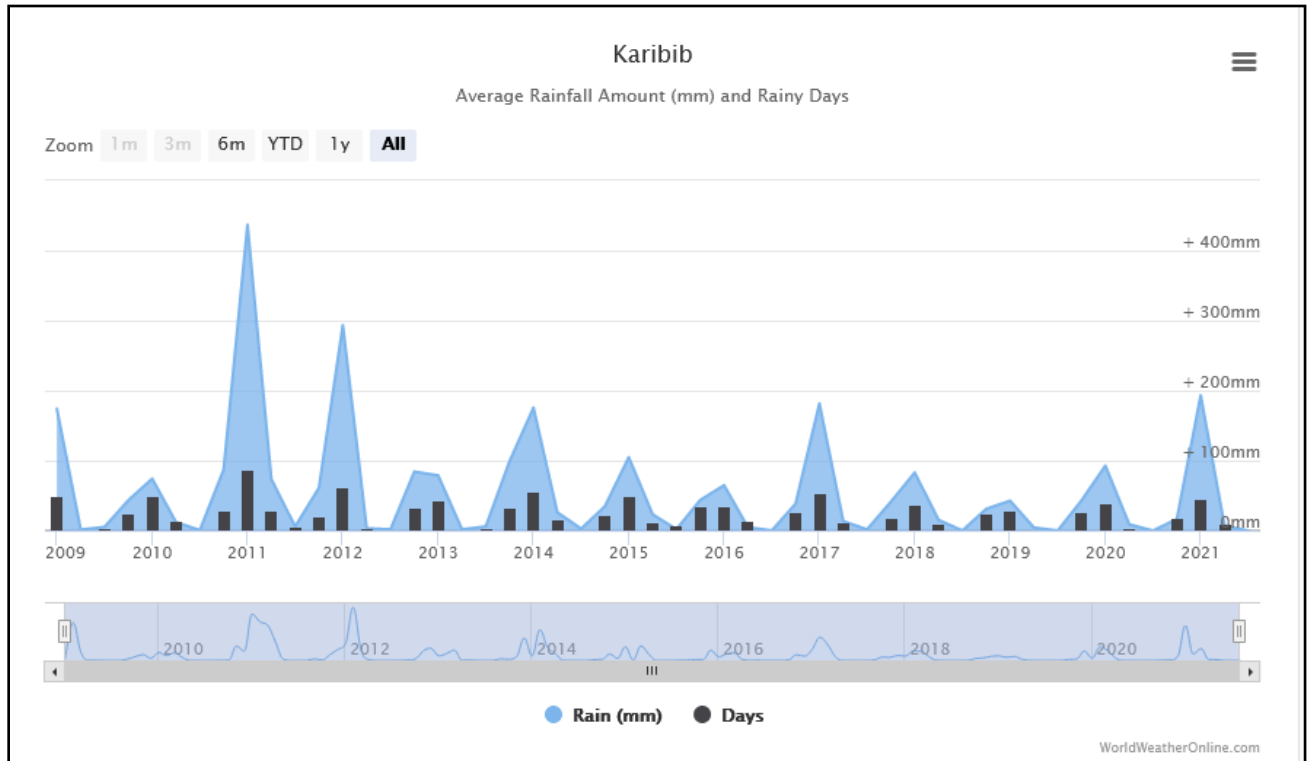 Karibib
Average Rainfall Amount (mm) and Rainy Days
Zoom 1m 3m 6m YTD 1y All
+ 400mm
+ 300mm
+ 200mm
+ 100mm
0mm
2009 2010 2011 2012 2013 2014 2015 2016 2017 2018 2019 2020 2021
2010 2012 2014 2016 2018 2020
Rain (mm) Days
WorldWeatherOnline.com